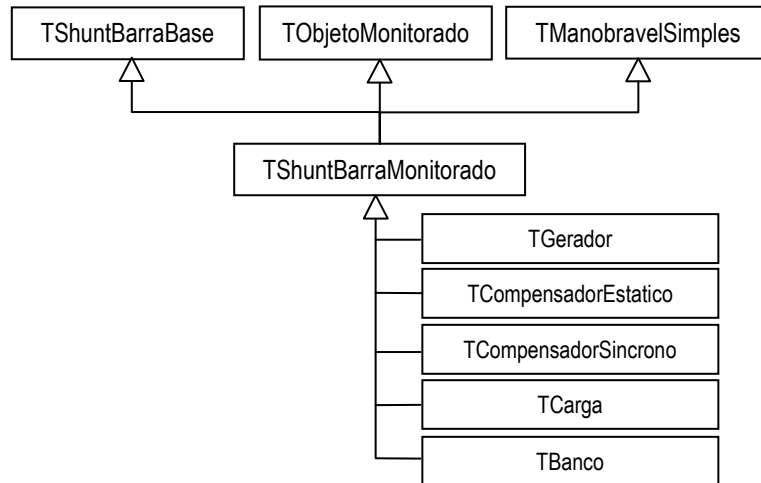 TShuntBarraBase
TObjetoMonitorado
TManobravelSimples
TShuntBarraMonitorado
TGerador
TCompensadorEstatico
TCompensadorSincrono
TCarga
TBanco